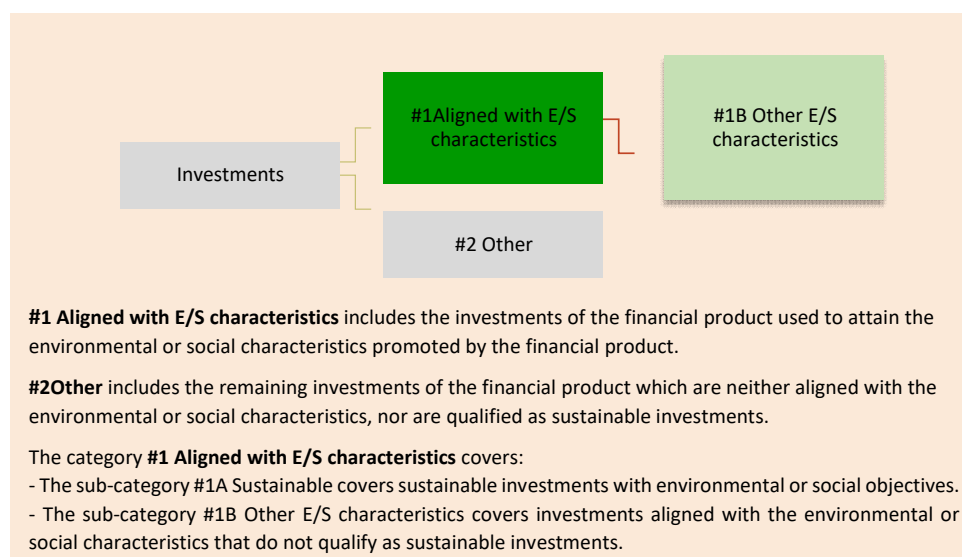 #1Aligned with E/S
characteristics
#1B Other E/S
characteristics
Investments
#2 Other
#1 Aligned with E/S characteristics includes the investments of the financial product used to attain the
environmental or social characteristics promoted by the financial product.
#2Other includes the remaining investments of the financial product which are neither aligned with the
environmental or social characteristics, nor are qualified as sustainable investments.
The category #1 Aligned with E/S characteristics covers:
- The sub-category #1A Sustainable covers sustainable investments with environmental or social objectives.
- The sub-category #1B Other E/S characteristics covers investments aligned with the environmental or
social characteristics that do not qualify as sustainable investments.